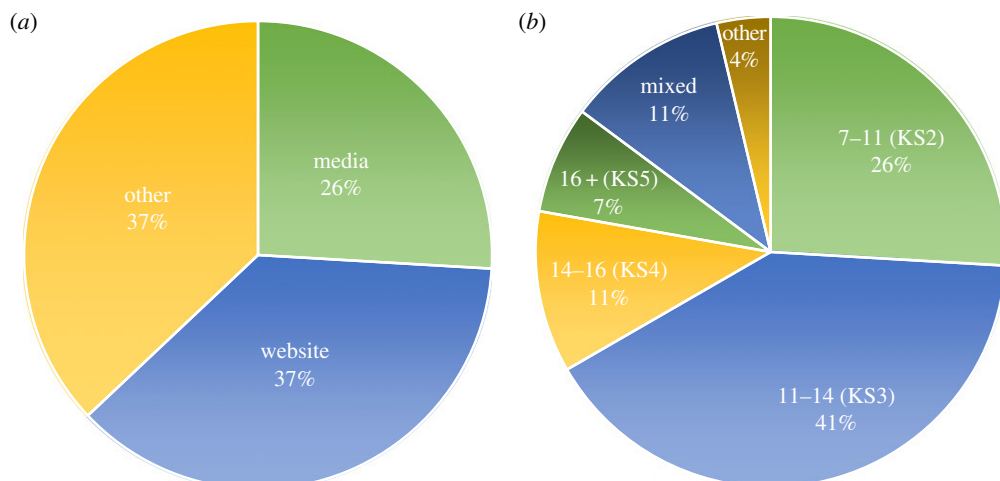 (a)
media
26%
website
37%
other
37%
(b)
7–11 (KS2)
26%
11–14 (KS3)
41%
14–16 (KS4)
11%
16 + (KS5)
7%
mixed
11%
other
4%